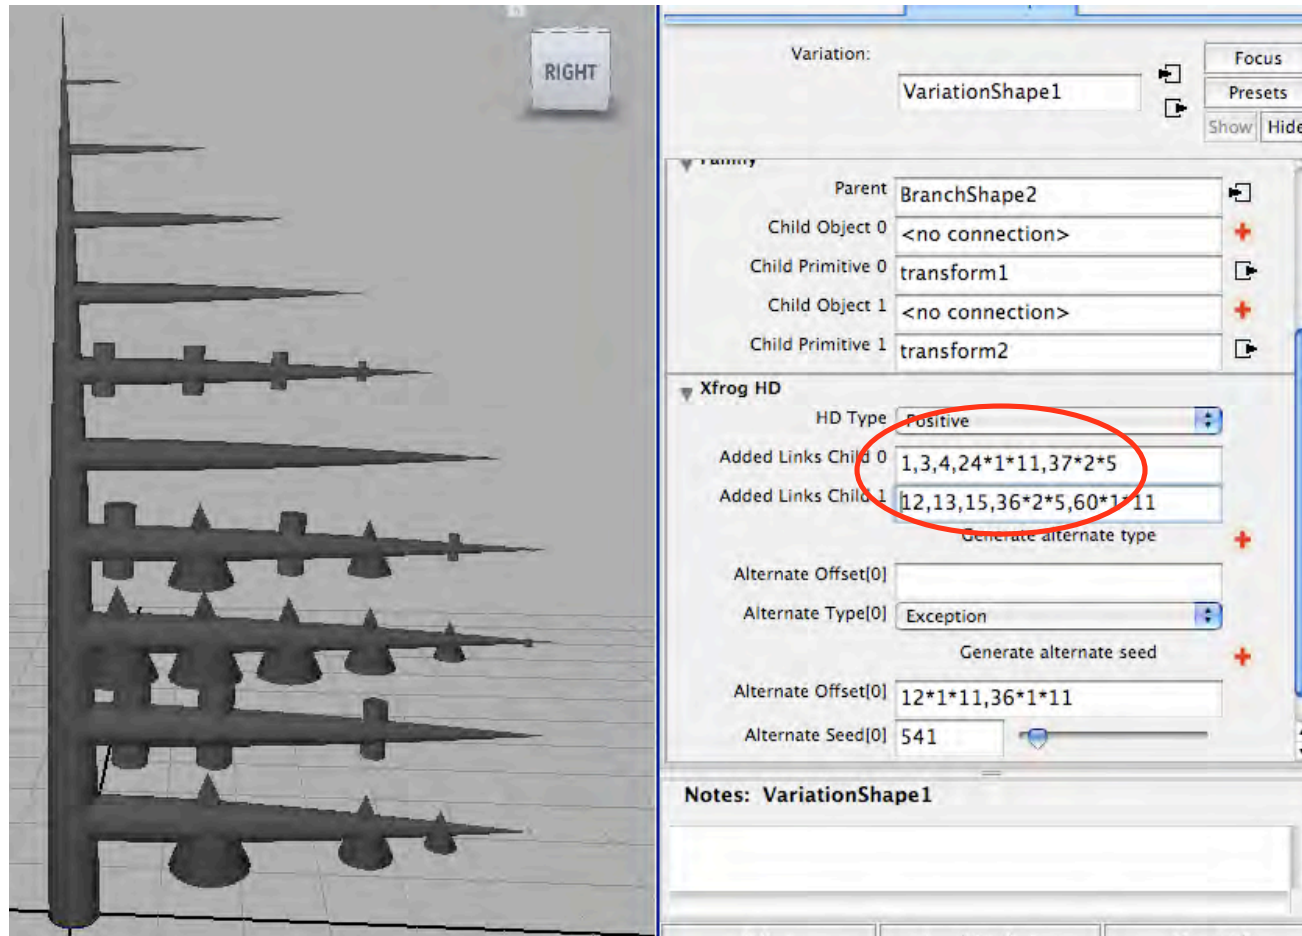 RIGHT
Variation:
VariationShape1
Focus
Presets
Show Hide
Family
Parent BranchShape2
Child Object 0 <no connection>
Child Primitive 0 transform1
Child Object 1 <no connection>
Child Primitive 1 transform2
Xfrog HD
HD Type Positive
Added Links Child 0 1,3,4,24*1*11,37*2*5
Added Links Child 1 12,13,15,36*2*5,60*1*11
Generate alternate type
Alternate Offset[0]
Alternate Type[0] Exception
Generate alternate seed
Alternate Offset[0] 12*1*11,36*1*11
Alternate Seed[0] 541
Notes: VariationShape1